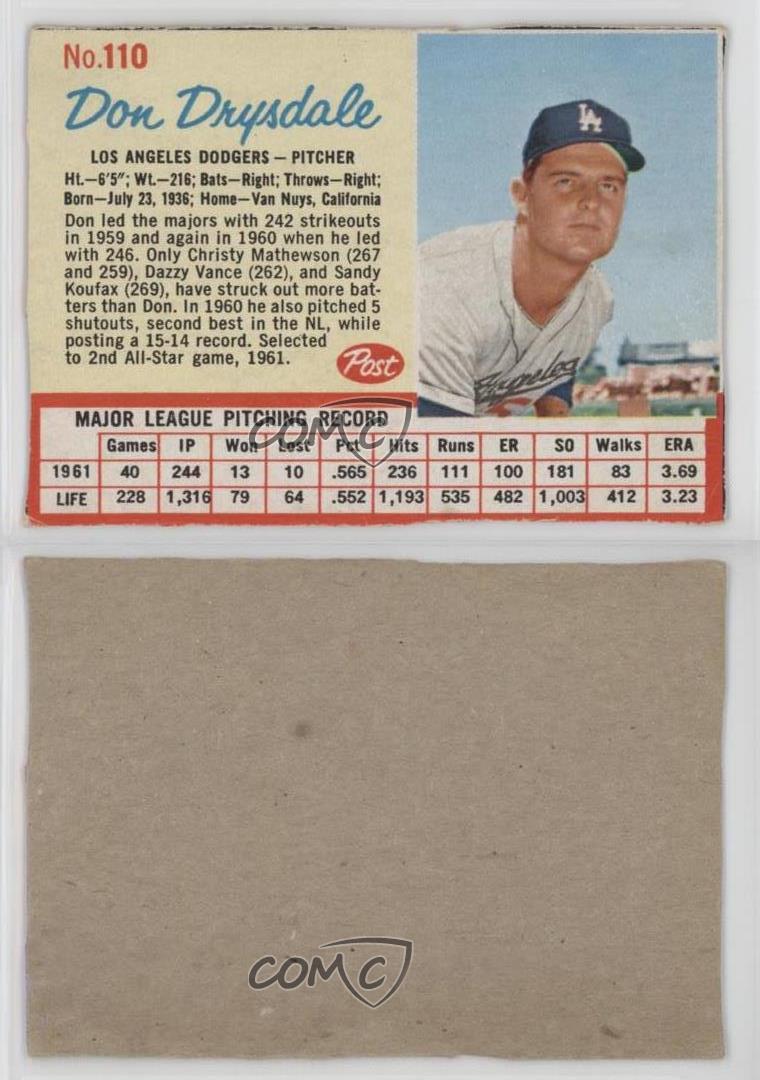 No.110
Don Drysdale
LOS ANGELES DODGERS — PITCHER
Ht.—6'5"; Wt.—216; Bats—Right; Throws—Right;
Born—July 23, 1936; Home—Van Nuys, California
Don led the majors with 242 strikeouts
in 1959 and again in 1960 when he led
with 246. Only Christy Mathewson (267
and 259), Dazzy Vance (262), and Sandy
Koufax (269), have struck out more bat-
ters than Don. In 1960 he also pitched 5
shutouts, second best in the NL, while
posting a 15-14 record. Selected
to 2nd All-Star game, 1961.
Post
LA
MAJOR LEAGUE PITCHING RECORD
Games IP Won Lost Pct Hits Runs ER SO Walks ERA
1961 40 244 13 10 .565 236 111 100 181 83 3.69
LIFE 228 1,316 79 64 .552 1,193 535 482 1,003 412 3.23
COMC
COMC